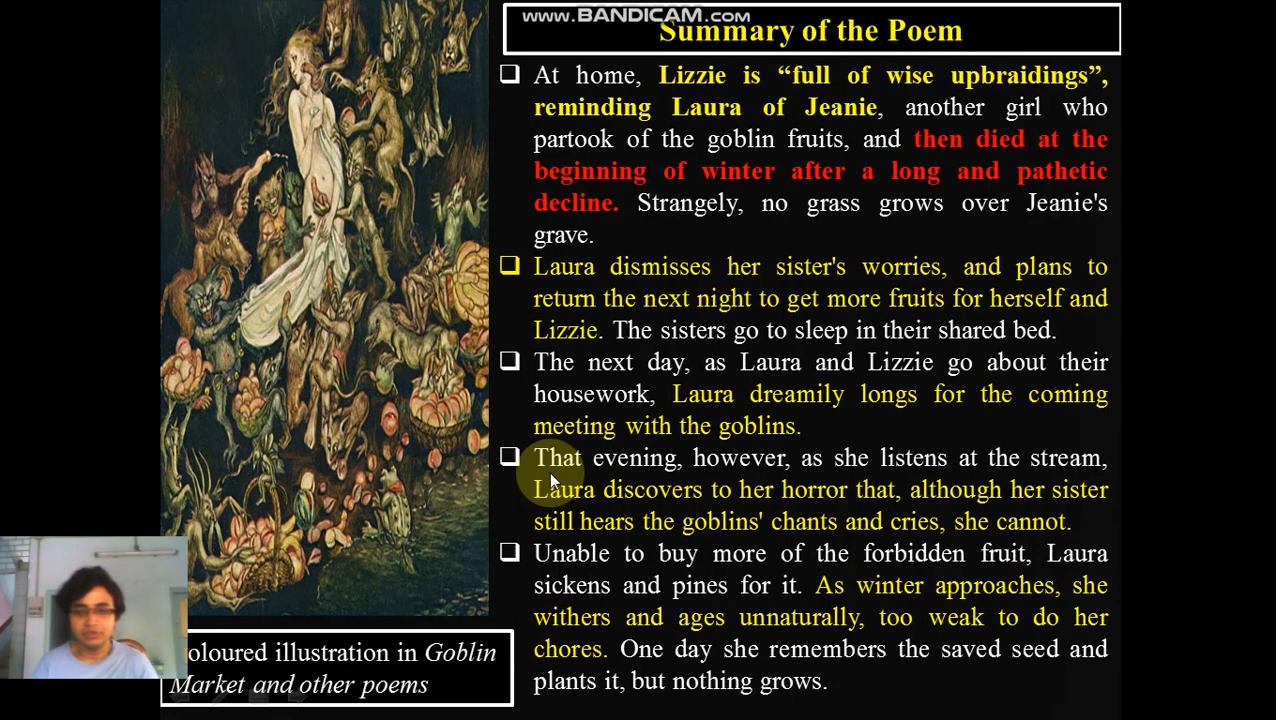 www.BANDICAM.com
Summary of the Poem
At home, Lizzie is “full of wise upbraidings”,
reminding Laura of Jeanie, another girl who
partook of the goblin fruits, and then died at the
beginning of winter after a long and pathetic
decline. Strangely, no grass grows over Jeanie's
grave.
Laura dismisses her sister's worries, and plans to
return the next night to get more fruits for herself and
Lizzie. The sisters go to sleep in their shared bed.
The next day, as Laura and Lizzie go about their
housework, Laura dreamily longs for the coming
meeting with the goblins.
That evening, however, as she listens at the stream,
Laura discovers to her horror that, although her sister
still hears the goblins' chants and cries, she cannot.
Unable to buy more of the forbidden fruit, Laura
sickens and pines for it. As winter approaches, she
withers and ages unnaturally, too weak to do her
chores. One day she remembers the saved seed and
plants it, but nothing grows.
oloured illustration in Goblin
Market and other poems